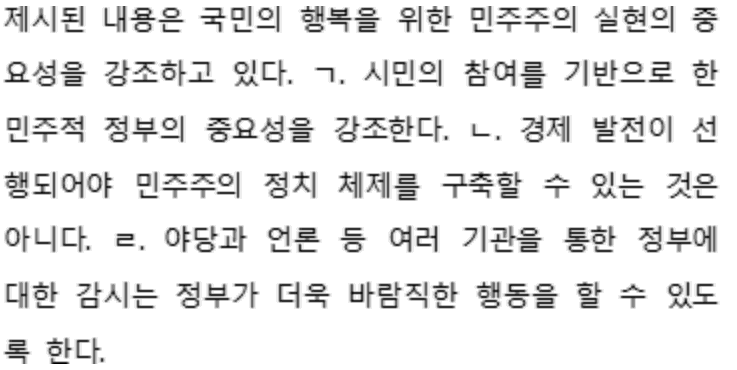 제시된 내용은 국민의 행복을 위한 민주주의 실현의 중
요성을 강조하고 있다. ㄱ. 시민의 참여를 기반으로 한
민주적 정부의 중요성을 강조한다. ㄴ. 경제 발전이 선
행되어야 민주주의 정치 체제를 구축할 수 있는 것은
아니다. ㄹ. 야당과 언론 등 여러 기관을 통한 정부에
대한 감시는 정부가 더욱 바람직한 행동을 할 수 있도
록 한다.